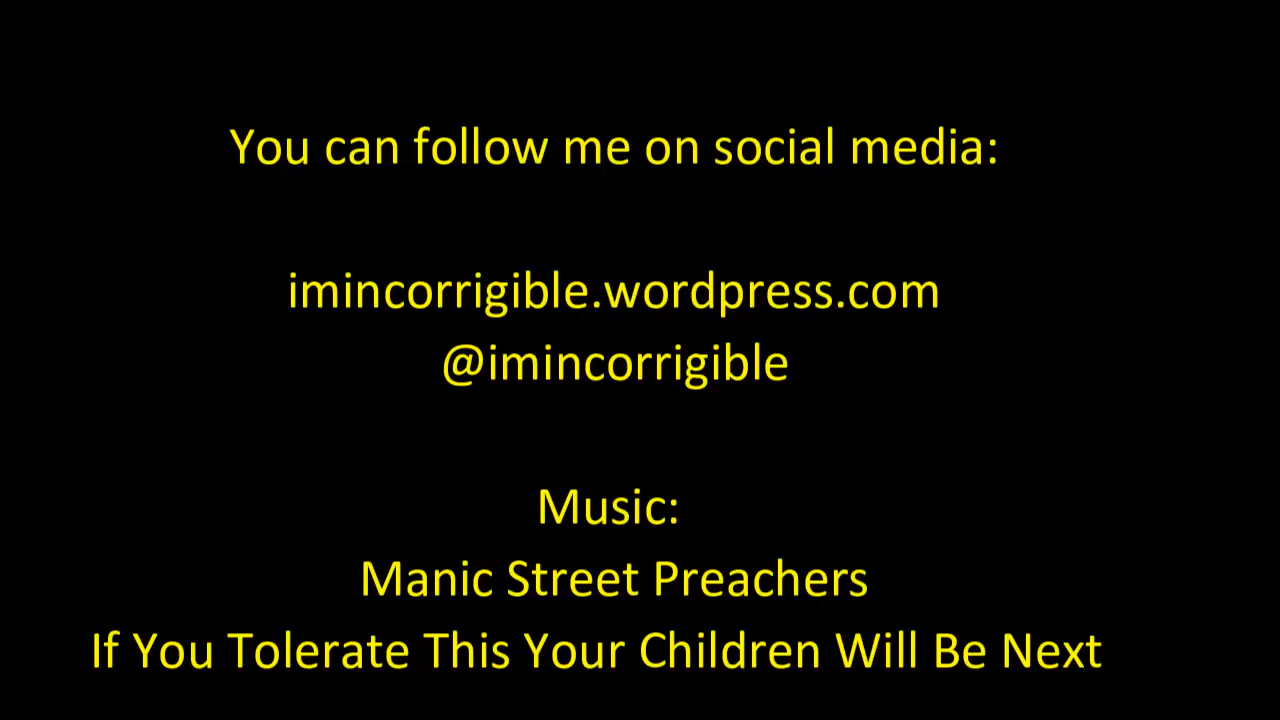 You can follow me on social media:
imincorrigible.wordpress.com
@imincorrigible
Music:
Manic Street Preachers
If You Tolerate This Your Children Will Be Next